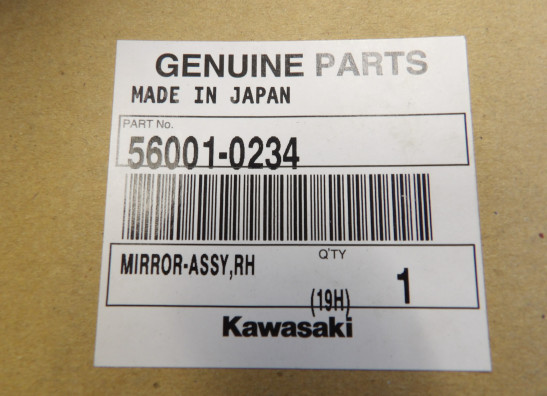 GENUINE PARTS
MADE IN JAPAN
PART No.
56001-0234
MIRROR-ASSY,RH
Q'TY
(19H) 1
Kawasaki